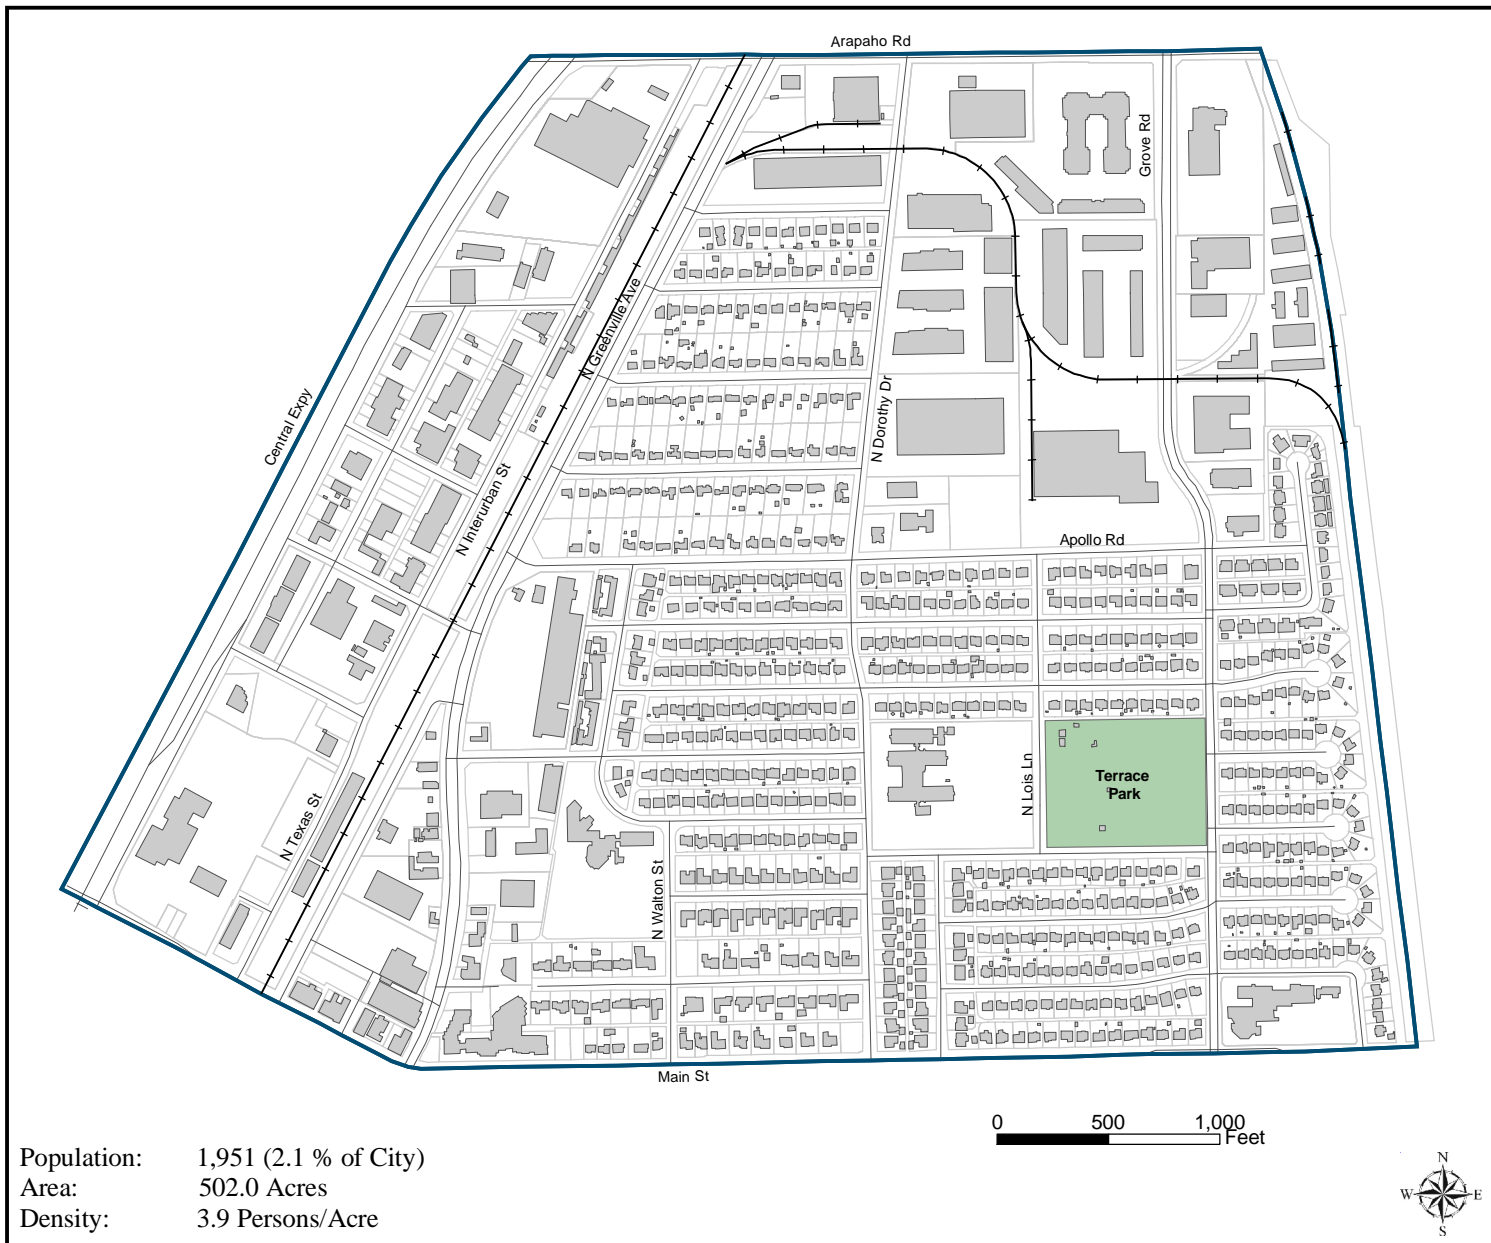 Arapaho Rd
Grove Rd
N Greenville Ave
Central Expy
N Dorothy Dr
N Interurban St
Apollo Rd
N Lois Ln
Terrace
Park
N Texas St
N Walton St
Main St
0 500 1,000
Feet
Population: 1,951 (2.1 % of City)
Area: 502.0 Acres
Density: 3.9 Persons/Acre
N
W E
S